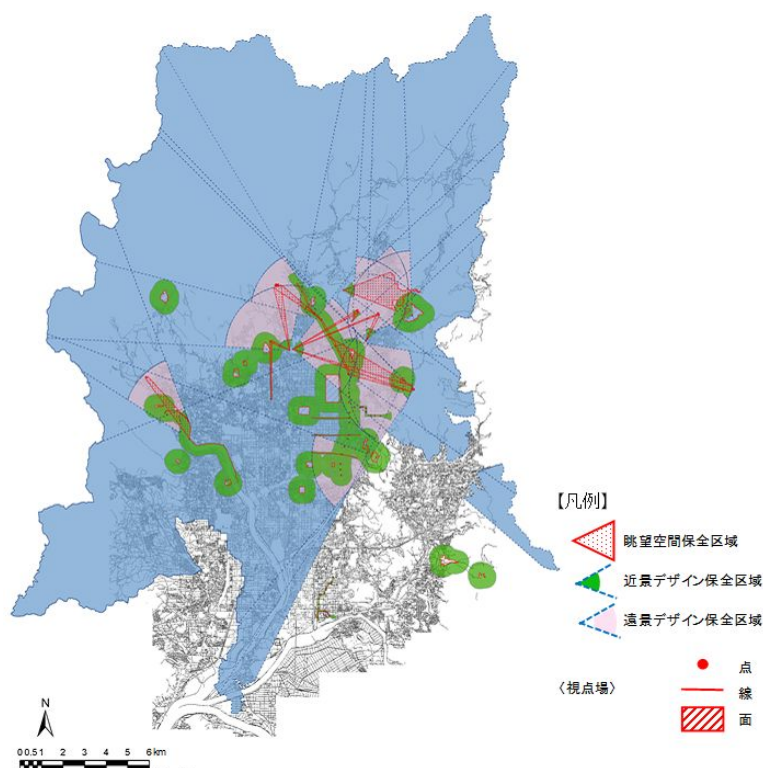 【凡例】
眺望空間保全区域
近景デザイン保全区域
遠景デザイン保全区域
〈視点場〉
点
線
面
N
0 0.5 1 2 3 4 5 6 km